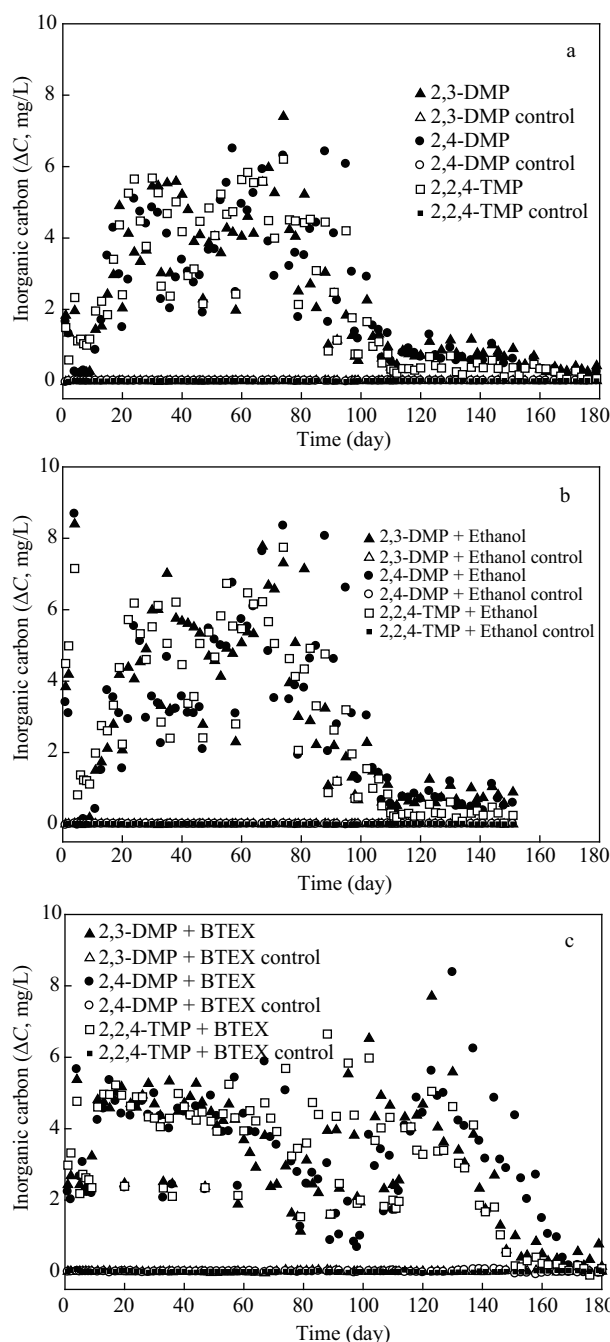 10
a
8
▲ 2,3-DMP
△ 2,3-DMP control
● 2,4-DMP
○ 2,4-DMP control
□ 2,2,4-TMP
■ 2,2,4-TMP control
6
4
2
0
Inorganic carbon (ΔC, mg/L)
0 20 40 60 80 100 120 140 160 180
Time (day)
10
b
8
▲ 2,3-DMP + Ethanol
△ 2,3-DMP + Ethanol control
● 2,4-DMP + Ethanol
○ 2,4-DMP + Ethanol control
□ 2,2,4-TMP + Ethanol
■ 2,2,4-TMP + Ethanol control
6
4
2
0
Inorganic carbon (ΔC, mg/L)
0 20 40 60 80 100 120 140 160 180
Time (day)
10
c
▲ 2,3-DMP + BTEX
△ 2,3-DMP + BTEX control
● 2,4-DMP + BTEX
○ 2,4-DMP + BTEX control
□ 2,2,4-TMP + BTEX
■ 2,2,4-TMP + BTEX control
8
6
4
2
0
Inorganic carbon (ΔC, mg/L)
0 20 40 60 80 100 120 140 160 180
Time (day)